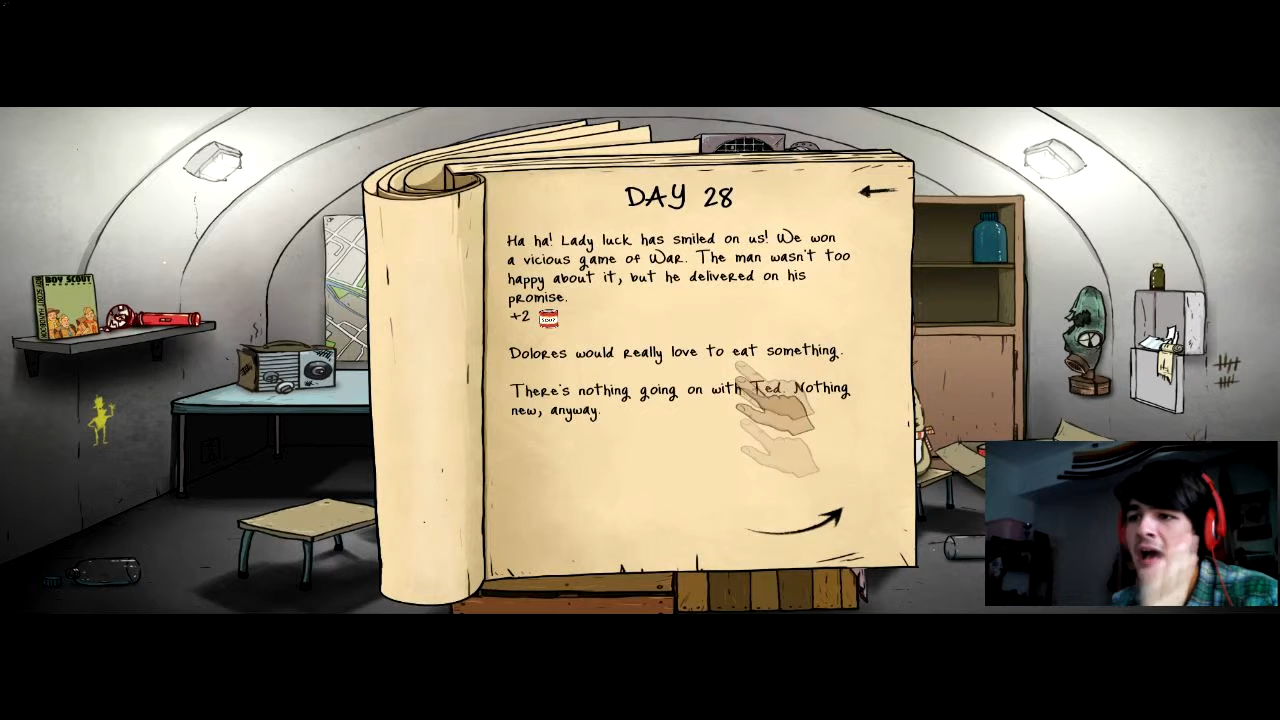 DAY 28
Ha ha! Lady luck has smiled on us! We won
a vicious game of War. The man wasn't too
happy about it, but he delivered on his
promise.
+2 SOUP
Dolores would really love to eat something.
There's nothing going on with Ted. Nothing
new, anyway.
BOY SCOUT